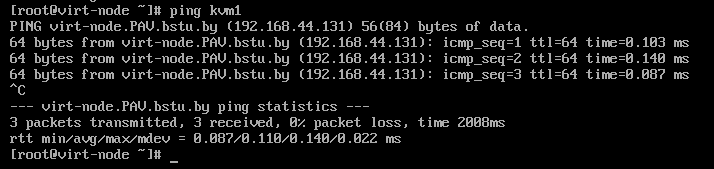 [root@virt-node ~]# ping kvm1
PING virt-node.PAV.bstu.by (192.168.44.131) 56(84) bytes of data.
64 bytes from virt-node.PAV.bstu.by (192.168.44.131): icmp_seq=1 ttl=64 time=0.103 ms
64 bytes from virt-node.PAV.bstu.by (192.168.44.131): icmp_seq=2 ttl=64 time=0.140 ms
64 bytes from virt-node.PAV.bstu.by (192.168.44.131): icmp_seq=3 ttl=64 time=0.087 ms
^C
--- virt-node.PAV.bstu.by ping statistics ---
3 packets transmitted, 3 received, 0% packet loss, time 2008ms
rtt min/avg/max/mdev = 0.087/0.110/0.140/0.022 ms
[root@virt-node ~]# _